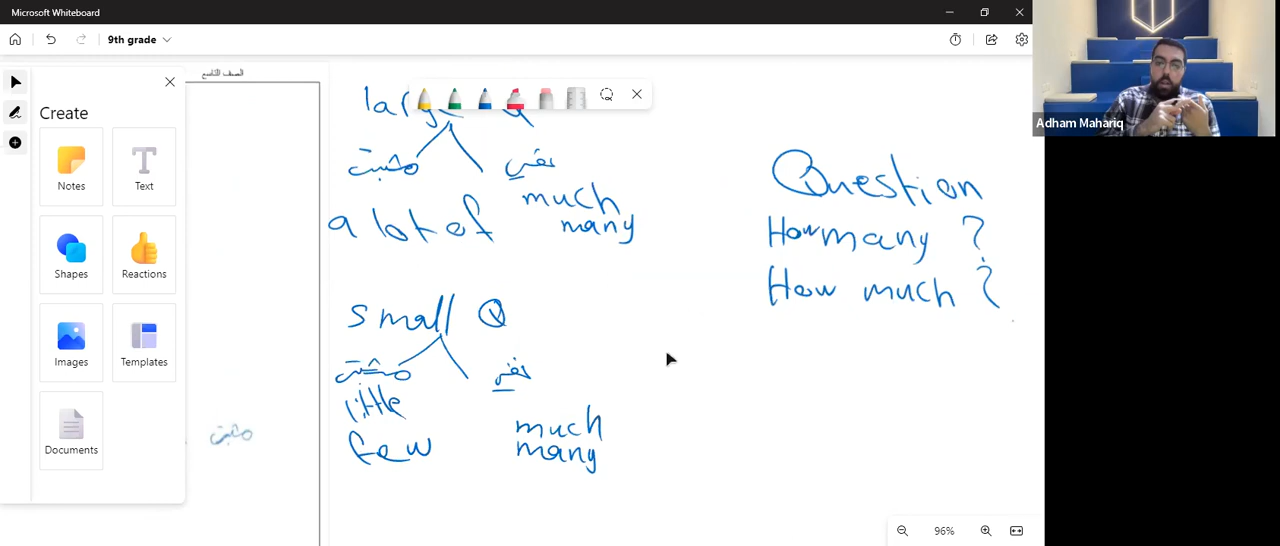 Microsoft Whiteboard
9th grade
الصف التاسع
Create
Notes
Text
Shapes
Reactions
Images
Templates
Documents
large Q
مثبت نفي
a lot of
much
many
small Q
مثبت نفي
little
few
much
many
مثبت
Question
How many ?
How much ?
Adham Mahariq
96%